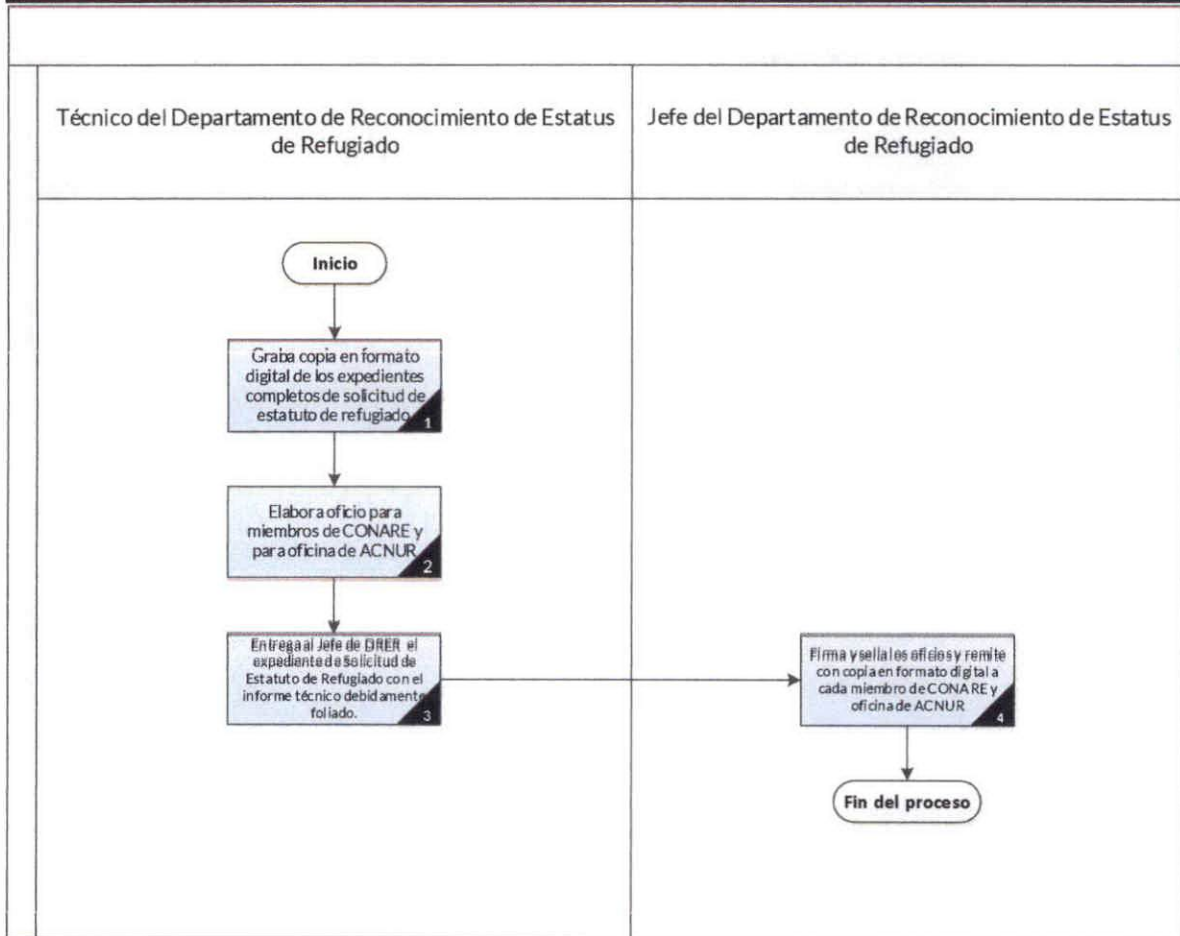 Técnico del Departamento de Reconocimiento de Estatus
de Refugiado
Jefe del Departamento de Reconocimiento de Estatus
de Refugiado
Inicio
Graba copia en formato
digital de los expedientes
completos de solicitud de
estatuto de refugiado
1
Elabora oficio para
miembros de CONARE y
para oficina de ACNUR
2
Entrega al Jefe de DRER el
expediente de Solicitud de
Estatuto de Refugiado con el
informe técnico debidamente
foliado.
3
Firma y sella los oficios y remite
con copia en formato digital a
cada miembro de CONARE y
oficina de ACNUR
4
Fin del proceso